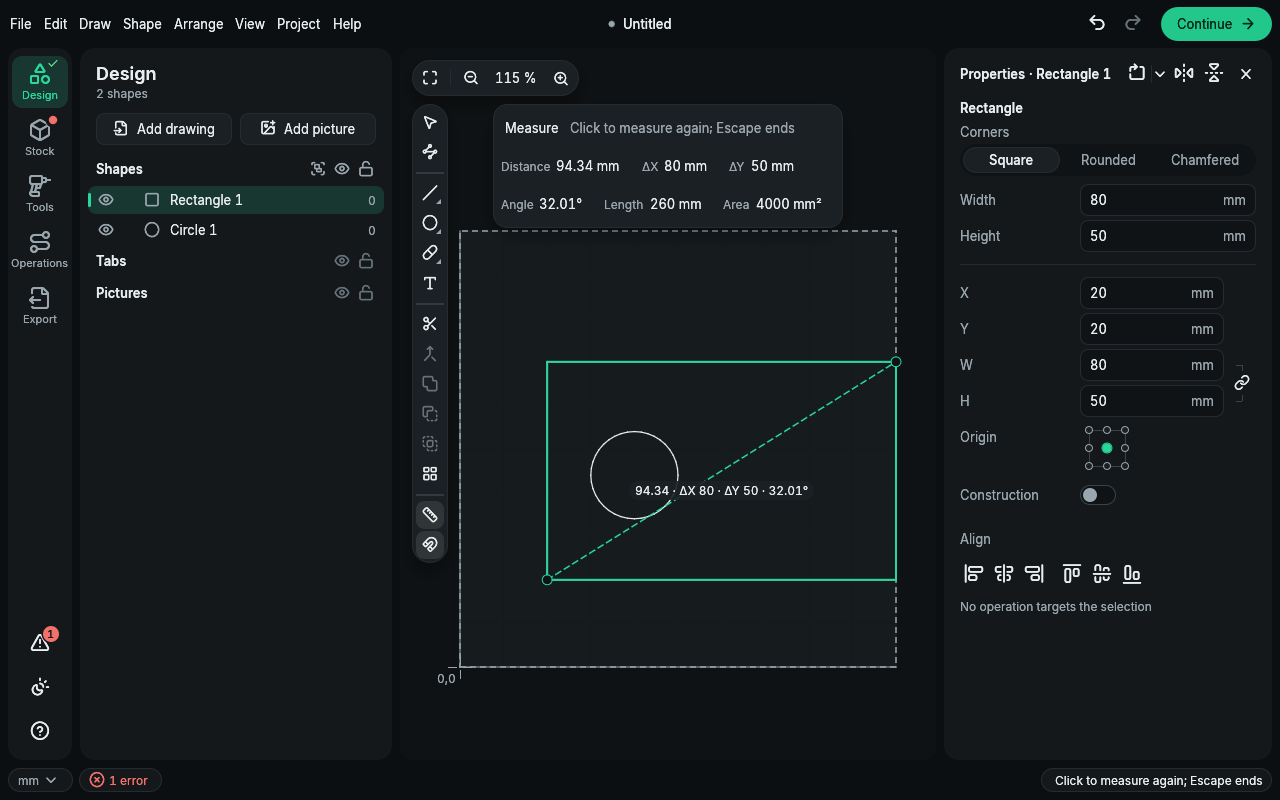 File Edit Draw Shape Arrange View Project Help
Untitled
Continue
Design
Stock
Tools
Operations
Export
1
Design
2 shapes
Add drawing
Add picture
Shapes
Rectangle 1 0
Circle 1 0
Tabs
Pictures
115 %
Measure Click to measure again; Escape ends
Distance 94.34 mm ΔX 80 mm ΔY 50 mm
Angle 32.01° Length 260 mm Area 4000 mm²
94.34 · ΔX 80 · ΔY 50 · 32.01°
0,0
Properties · Rectangle 1
Rectangle
Corners
Square Rounded Chamfered
Width 80 mm
Height 50 mm
X 20 mm
Y 20 mm
W 80 mm
H 50 mm
Origin
Construction
Align
No operation targets the selection
mm
1 error
Click to measure again; Escape ends